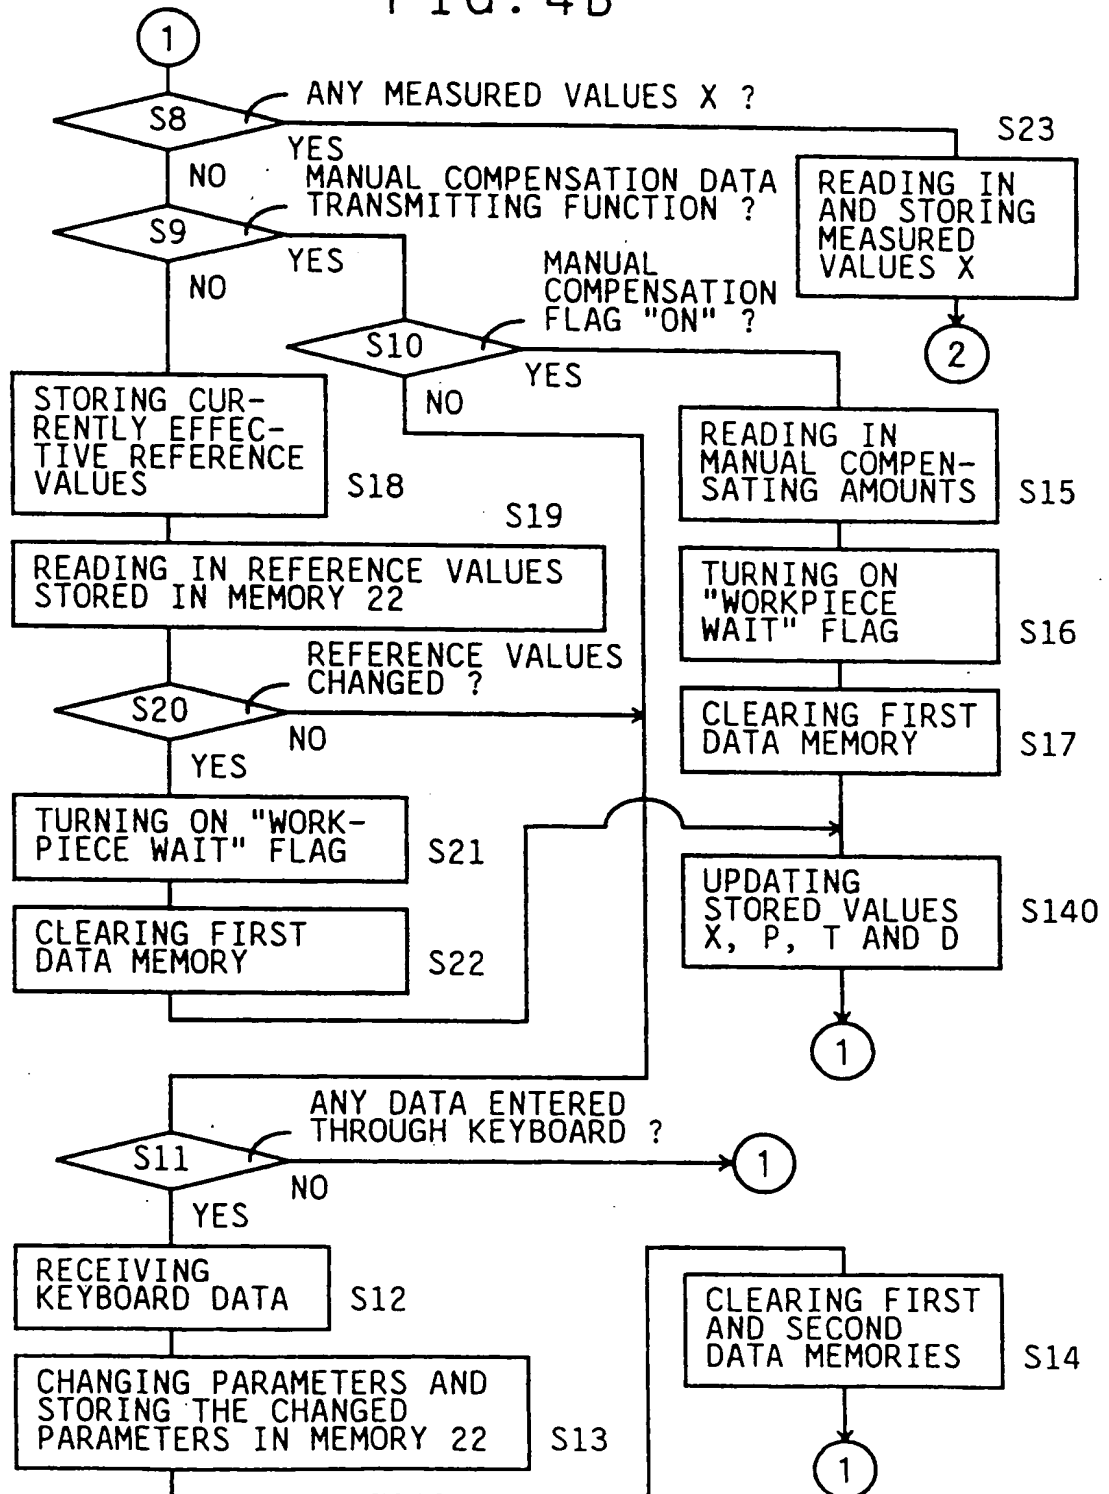 FIG. 4B
1
S8
ANY MEASURED VALUES X ?
YES
NO
S23
READING IN
AND STORING
MEASURED
VALUES X
2
MANUAL COMPENSATION DATA
TRANSMITTING FUNCTION ?
S9
YES
NO
MANUAL
COMPENSATION
FLAG "ON" ?
S10
YES
NO
STORING CUR-
RENTLY EFFEC-
TIVE REFERENCE
VALUES
S18
READING IN
MANUAL COMPEN-
SATING AMOUNTS
S15
S19
READING IN REFERENCE VALUES
STORED IN MEMORY 22
TURNING ON
"WORKPIECE
WAIT" FLAG
S16
REFERENCE VALUES
CHANGED ?
S20
NO
YES
CLEARING FIRST
DATA MEMORY
S17
TURNING ON "WORK-
PIECE WAIT" FLAG
S21
CLEARING FIRST
DATA MEMORY
S22
UPDATING
STORED VALUES
X, P, T AND D
S140
1
ANY DATA ENTERED
THROUGH KEYBOARD ?
S11
NO
1
YES
RECEIVING
KEYBOARD DATA
S12
CHANGING PARAMETERS AND
STORING THE CHANGED
PARAMETERS IN MEMORY 22
S13
CLEARING FIRST
AND SECOND
DATA MEMORIES
S14
1